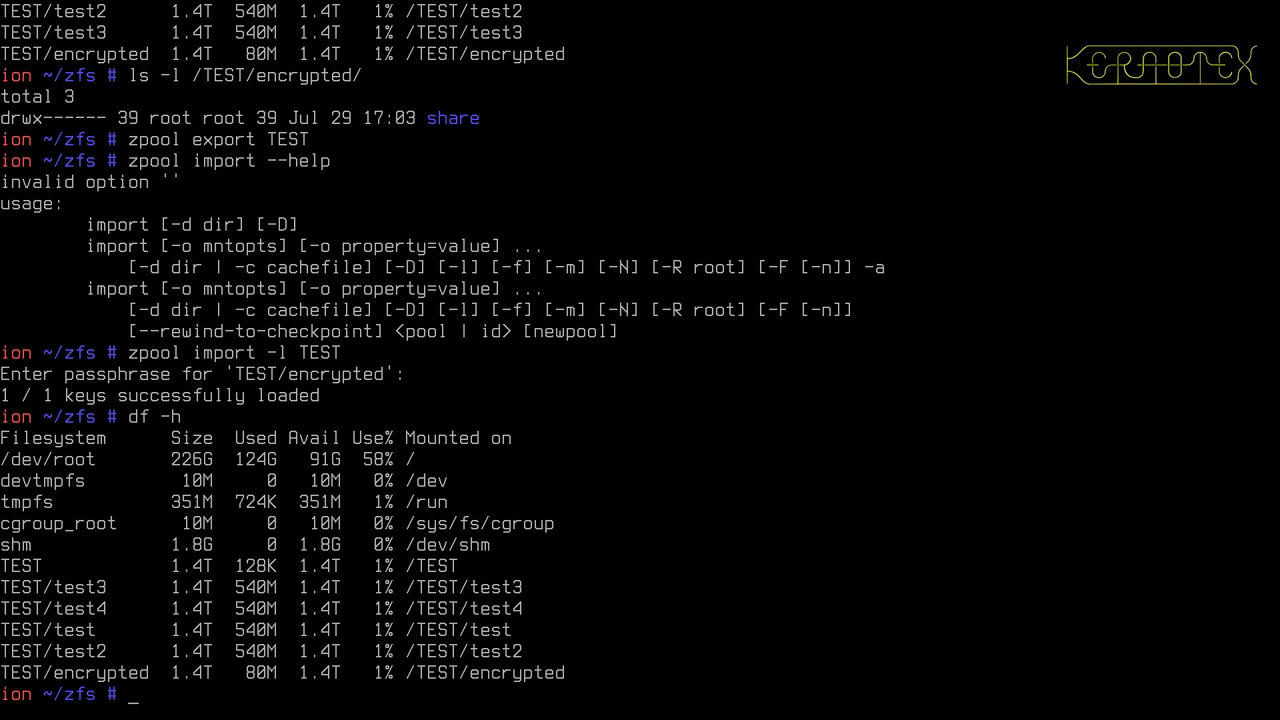 TEST/test2      1.4T  540M  1.4T   1% /TEST/test2
TEST/test3      1.4T  540M  1.4T   1% /TEST/test3
TEST/encrypted  1.4T   80M  1.4T   1% /TEST/encrypted
ion ~/zfs # ls -l /TEST/encrypted/
total 3
drwx------ 39 root root 39 Jul 29 17:03 share
ion ~/zfs # zpool export TEST
ion ~/zfs # zpool import --help
invalid option ''
usage:
        import [-d dir] [-D]
        import [-o mntopts] [-o property=value] ...
            [-d dir | -c cachefile] [-D] [-l] [-f] [-m] [-N] [-R root] [-F [-n]] -a
        import [-o mntopts] [-o property=value] ...
            [-d dir | -c cachefile] [-D] [-l] [-f] [-m] [-N] [-R root] [-F [-n]]
            [--rewind-to-checkpoint] <pool | id> [newpool]
ion ~/zfs # zpool import -l TEST
Enter passphrase for 'TEST/encrypted':
1 / 1 keys successfully loaded
ion ~/zfs # df -h
Filesystem      Size  Used Avail Use% Mounted on
/dev/root       226G  124G   91G  58% /
devtmpfs         10M     0   10M   0% /dev
tmpfs           351M  724K  351M   1% /run
cgroup_root      10M     0   10M   0% /sys/fs/cgroup
shm             1.8G     0  1.8G   0% /dev/shm
TEST            1.4T  128K  1.4T   1% /TEST
TEST/test3      1.4T  540M  1.4T   1% /TEST/test3
TEST/test4      1.4T  540M  1.4T   1% /TEST/test4
TEST/test       1.4T  540M  1.4T   1% /TEST/test
TEST/test2      1.4T  540M  1.4T   1% /TEST/test2
TEST/encrypted  1.4T   80M  1.4T   1% /TEST/encrypted
ion ~/zfs # _